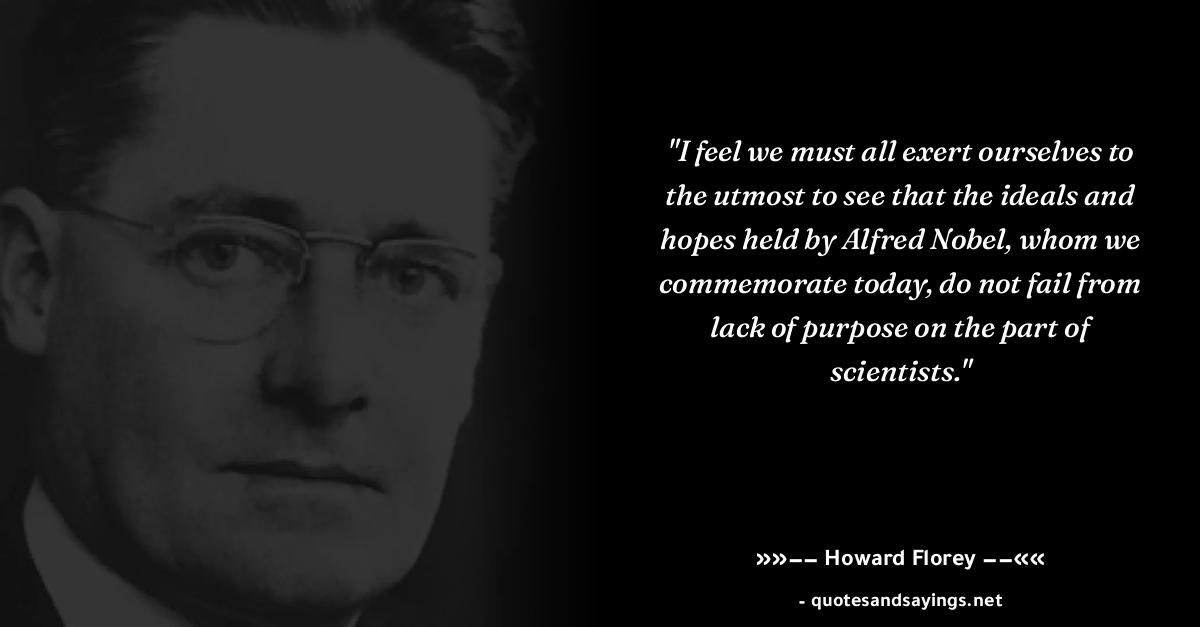 "I feel we must all exert ourselves to
the utmost to see that the ideals and
hopes held by Alfred Nobel, whom we
commemorate today, do not fail from
lack of purpose on the part of
scientists."
»»−− Howard Florey −−««
- quotesandsayings.net